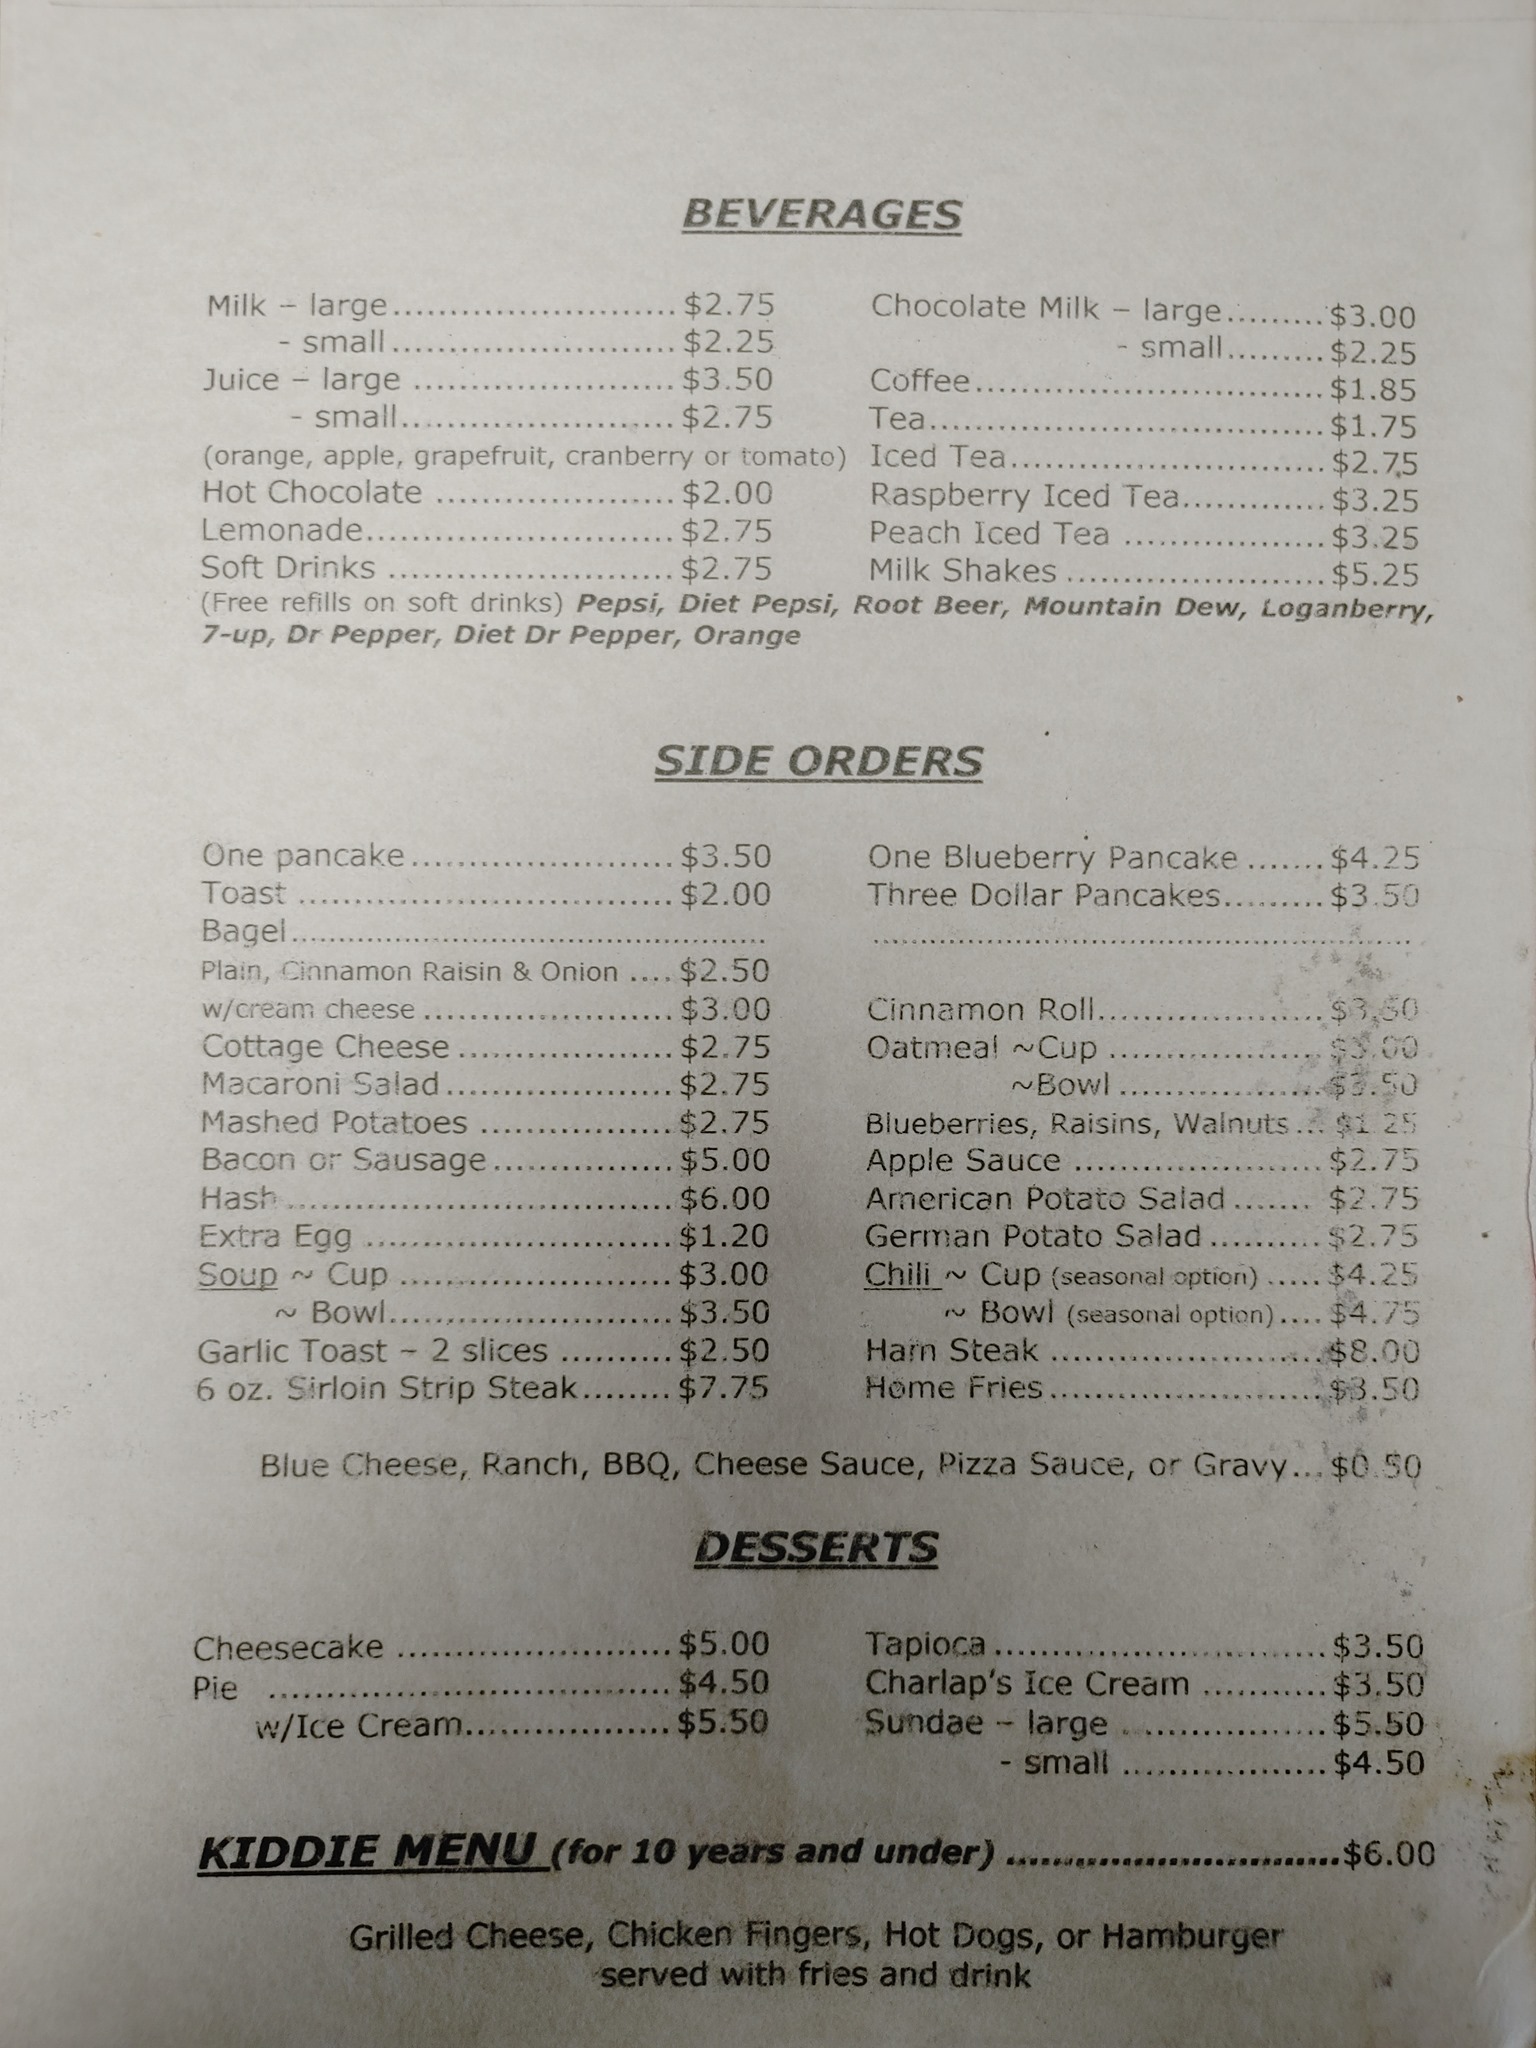 BEVERAGES
Milk – large.........................$2.75
- small.........................$2.25
Juice – large .......................$3.50
- small........................$2.75
(orange, apple, grapefruit, cranberry or tomato)
Hot Chocolate .....................$2.00
Lemonade...........................$2.75
Soft Drinks .........................$2.75
Chocolate Milk – large.........$3.00
- small.........$2.25
Coffee...............................$1.85
Tea...................................$1.75
Iced Tea............................$2.75
Raspberry Iced Tea.............$3.25
Peach Iced Tea ..................$3.25
Milk Shakes .......................$5.25
(Free refills on soft drinks) Pepsi, Diet Pepsi, Root Beer, Mountain Dew, Loganberry,
7-up, Dr Pepper, Diet Dr Pepper, Orange
SIDE ORDERS
One pancake.......................$3.50
Toast .................................$2.00
Bagel..................................................
Plain, Cinnamon Raisin & Onion ....$2.50
w/cream cheese ......................$3.00
Cottage Cheese ...................$2.75
Macaroni Salad....................$2.75
Mashed Potatoes .................$2.75
Bacon or Sausage................$5.00
Hash ..................................$6.00
Extra Egg ...........................$1.20
Soup ~ Cup ........................$3.00
~ Bowl.........................$3.50
Garlic Toast – 2 slices ..........$2.50
6 oz. Sirloin Strip Steak........$7.75
One Blueberry Pancake .......$4.25
Three Dollar Pancakes.........$3.50
.........................................................
Cinnamon Roll....................$3.50
Oatmeal ~Cup ...................$3.00
~Bowl ..................$3.50
Blueberries, Raisins, Walnuts...$1.25
Apple Sauce ......................$2.75
American Potato Salad .......$2.75
German Potato Salad ..........$2.75
Chili ~ Cup (seasonal option) .....$4.25
~ Bowl (seasonal option)....$4.75
Ham Steak ........................$8.00
Home Fries........................$3.50
Blue Cheese, Ranch, BBQ, Cheese Sauce, Pizza Sauce, or Gravy...$0.50
DESSERTS
Cheesecake ........................$5.00
Pie ...................................$4.50
w/Ice Cream..................$5.50
Tapioca.............................$3.50
Charlap's Ice Cream ...........$3.50
Sundae – large ..................$5.50
- small ..................$4.50
KIDDIE MENU (for 10 years and under) ..............................$6.00
Grilled Cheese, Chicken Fingers, Hot Dogs, or Hamburger
served with fries and drink